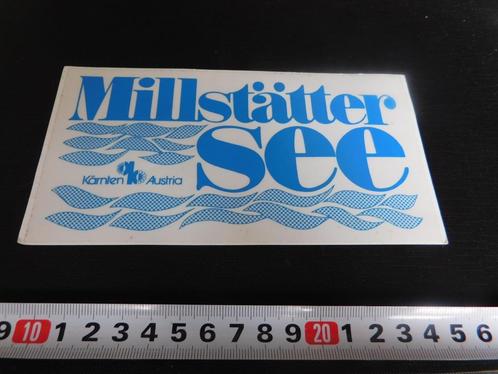 Millstätter
See
Kärnten Austria
9 10 1 2 3 4 5 6 7 8 9 20 1 2 3 4 5 6